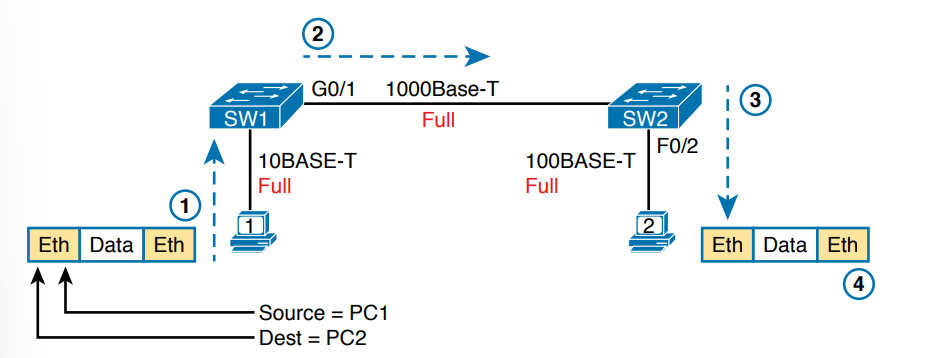 2
G0/1 1000Base-T
Full
SW1
SW2
3
10BASE-T
Full
F0/2
100BASE-T
Full
1
1
2
Eth Data Eth
Eth Data Eth
4
Source = PC1
Dest = PC2